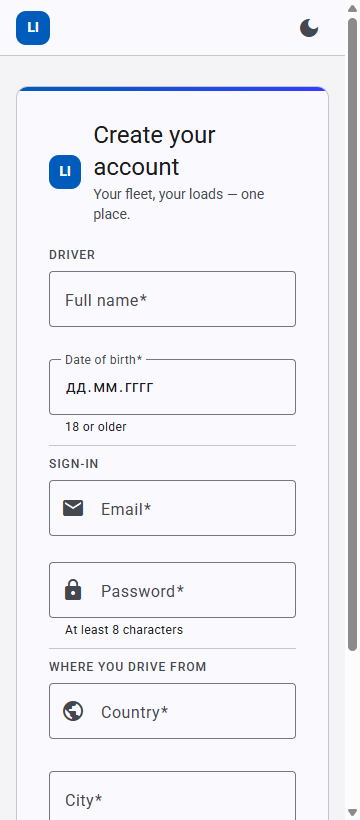 LI
LI
Create your
account
Your fleet, your loads — one
place.
DRIVER
Full name*
Date of birth*
дд.мм.гггг
18 or older
SIGN-IN
Email*
Password*
At least 8 characters
WHERE YOU DRIVE FROM
Country*
City*